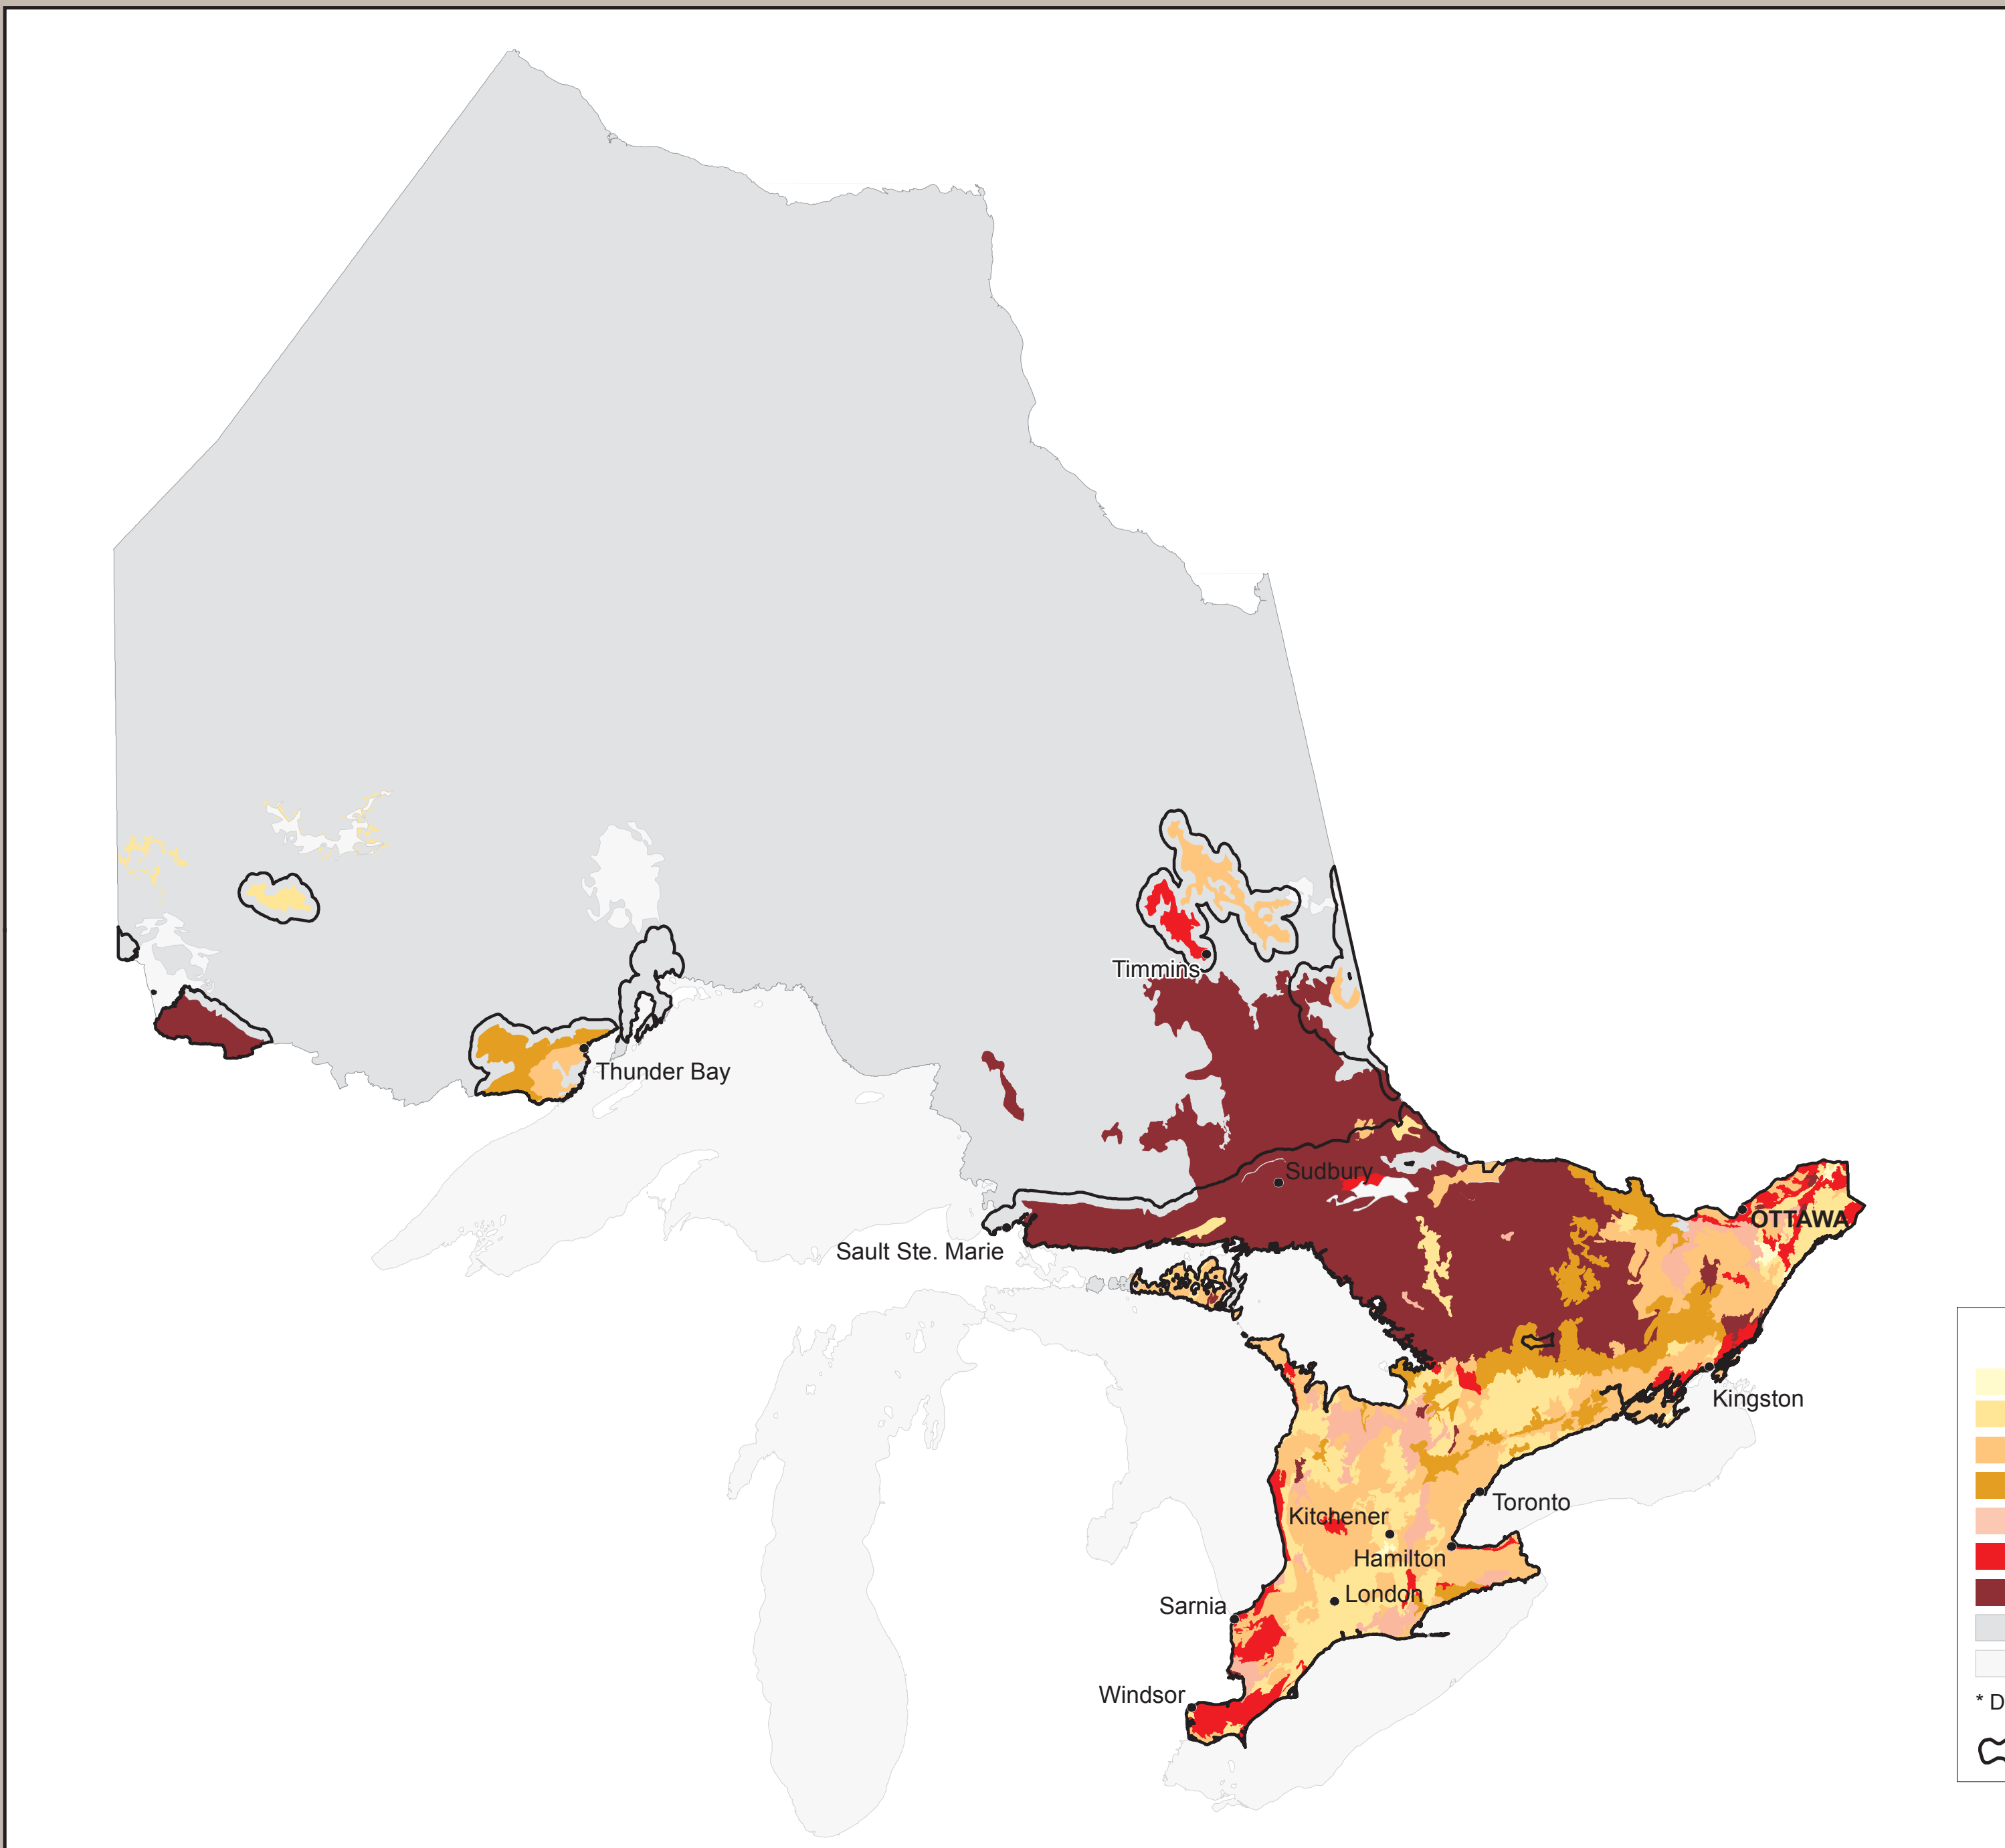 Timmins
Thunder Bay
Sudbury
OTTAWA
Sault Ste. Marie
Kingston
Toronto
Kitchener
Hamilton
London
Sarnia
Windsor
* D